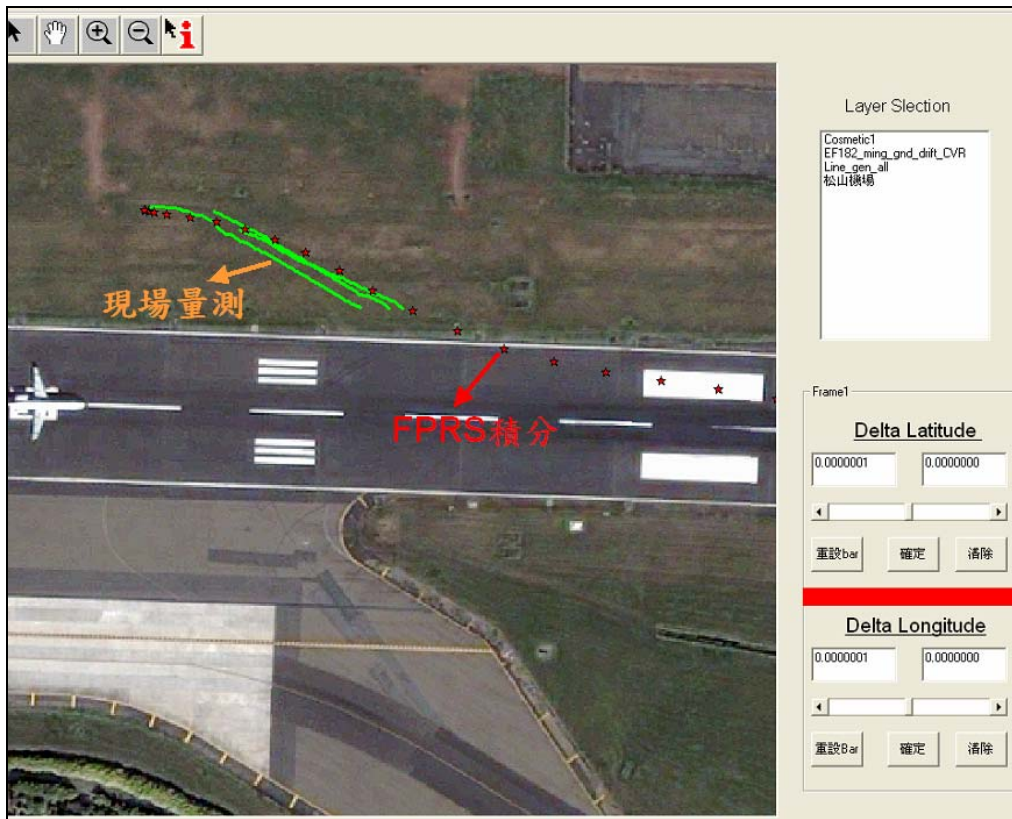 Layer Slection
Cosmetic1
EF182_ming_gnd_drift_CVR
Line_gen_all
松山機場
現場量測
FPRS積分
Frame1
Delta Latitude
0.0000001 0.0000000
重設bar 確定 清除
Delta Longitude
0.0000001 0.0000000
重設Bar 確定 清除